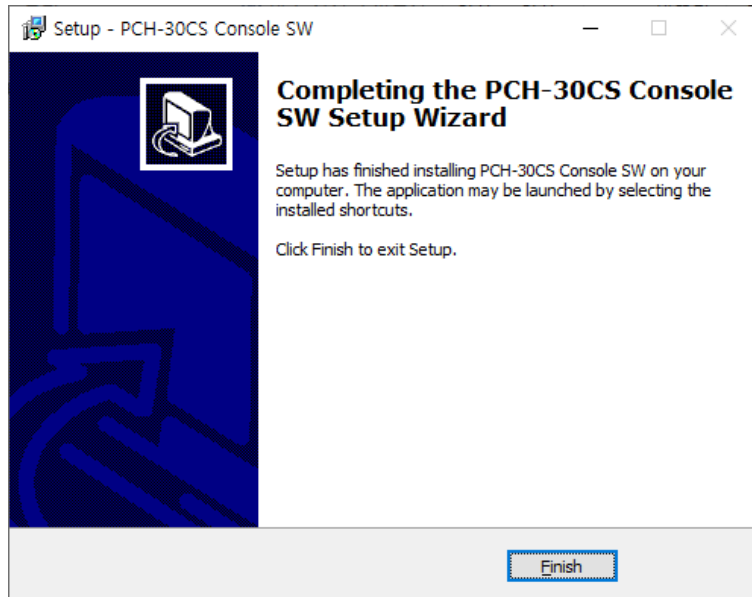 Setup - PCH-30CS Console SW
Completing the PCH-30CS Console
SW Setup Wizard
Setup has finished installing PCH-30CS Console SW on your
computer. The application may be launched by selecting the
installed shortcuts.
Click Finish to exit Setup.
Finish